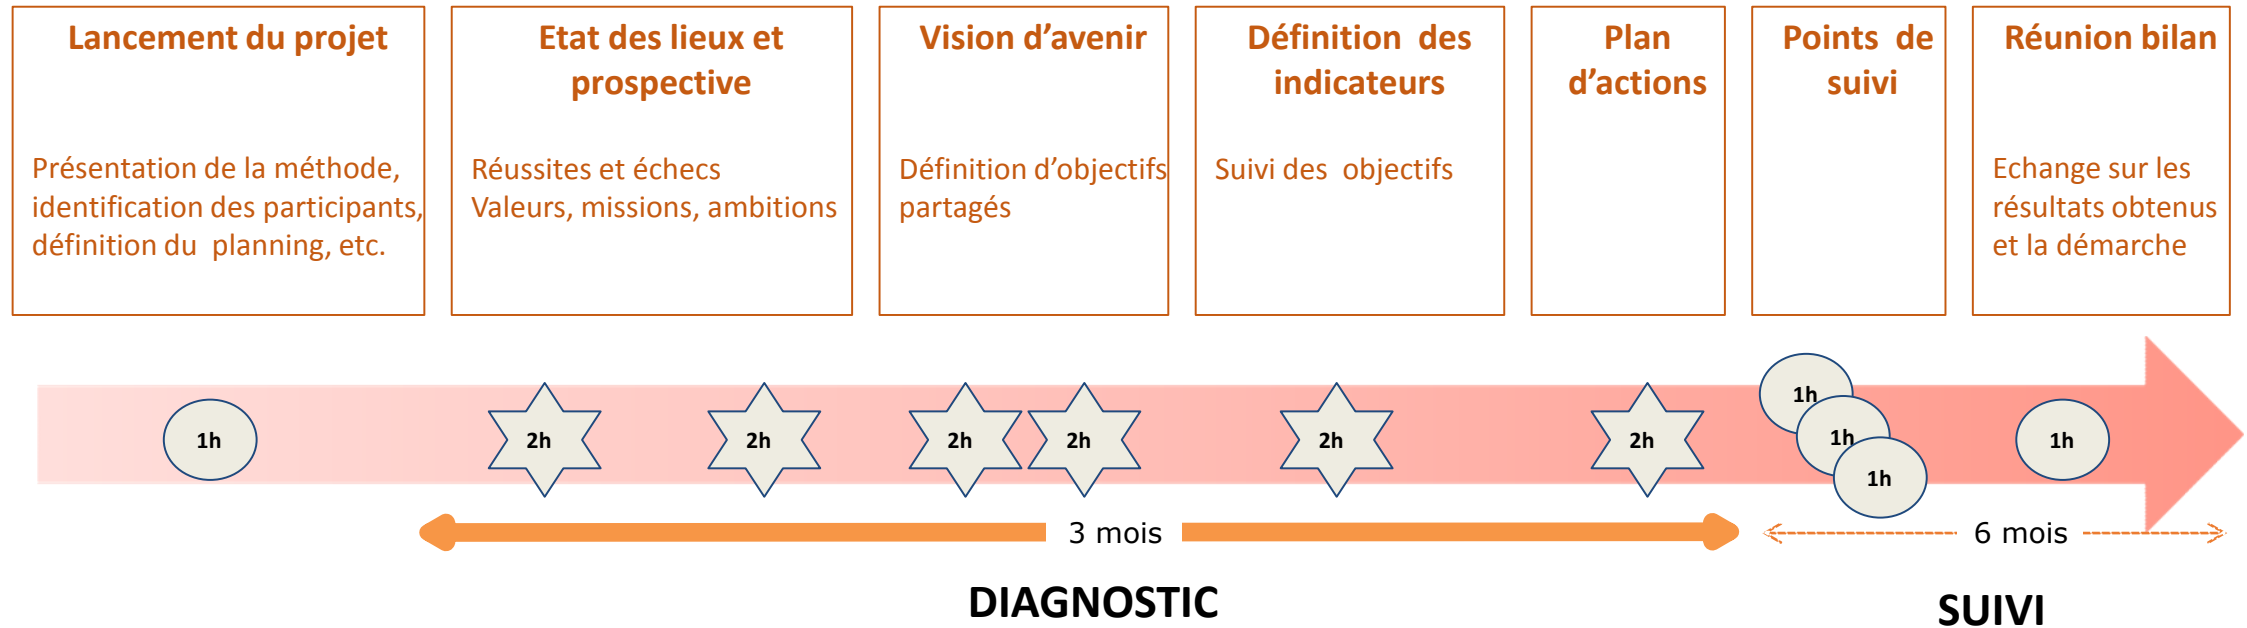 Lancement du projet
Présentation de la méthode,
identification des participants,
définition du  planning, etc.
Etat des lieux et
prospective
Réussites et échecs
Valeurs, missions, ambitions
Vision d’avenir
Définition d’objectifs
partagés
Définition  des
indicateurs
Suivi des  objectifs
Plan
d’actions
Points  de
suivi
Réunion bilan
Echange sur les
résultats obtenus
et la démarche
1h
2h
2h
2h
2h
2h
2h
1h
1h
1h
1h
3 mois
6 mois
DIAGNOSTIC
SUIVI